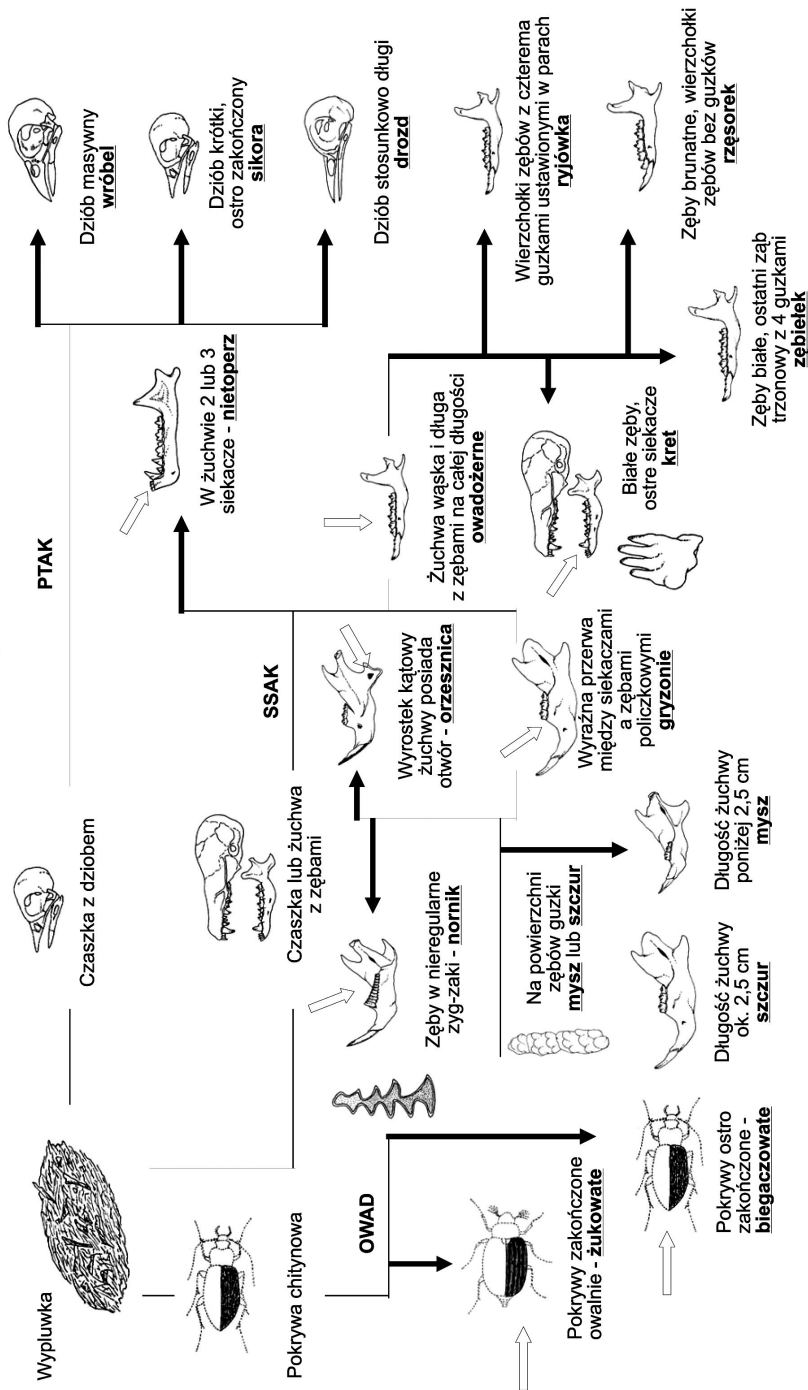 Wypluwka
Czaszka z dziobem
PTAK
Dziób masywny
wróbel
Dziób krótki,
ostro zakończony
sikora
Dziób stosunkowo długi
drozd
Pokrywa chitynowa
Czaszka lub żuchwa
z zębami
SSAK
W żuchwie 2 lub 3
siekacze - nietoperz
OWAD
Pokrywy zakończone
owalnie - żukowate
Pokrywy ostro
zakończone -
biegaczowate
Zęby w nieregularne
zyg-zaki - nornik
Wyrostek kątowy
żuchwy posiada
otwór - orzesznica
Żuchwa wąska i długa
z zębami na całej długości
owadożerne
Wierzchołki zębów z czterema
guzkami ustawionymi w parach
ryjówka
Na powierzchni
zębów guzki
mysz lub szczur
Wyraźna przerwa
między siekaczami
a zębami
policzkowymi
gryzonie
Białe zęby,
ostre siekacze
kret
Zęby brunatne, wierzchołki
zębów bez guzków
rzęsorek
Długość żuchwy
ok. 2,5 cm
szczur
Długość żuchwy
poniżej 2,5 cm
mysz
Zęby białe, ostatni ząb
trzonowy z 4 guzkami
zębiełek